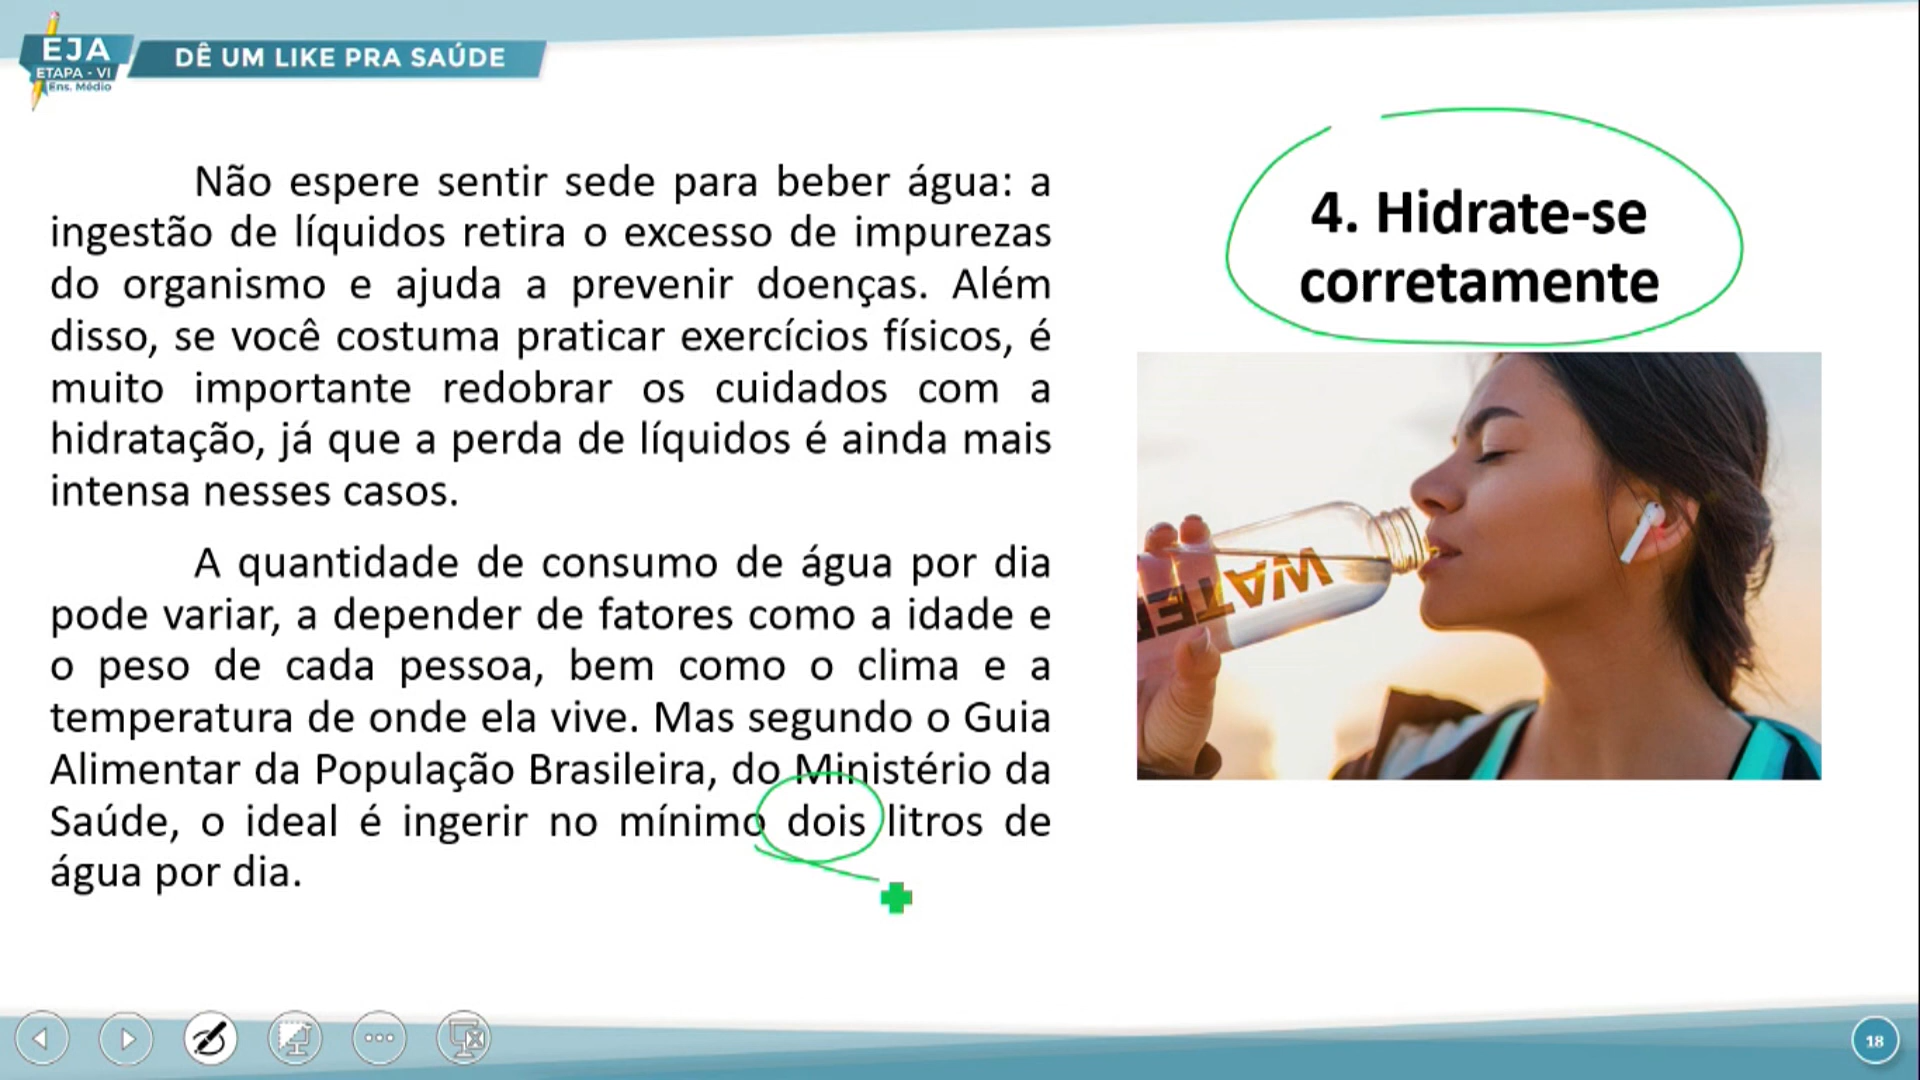 EJA
ETAPA - VI
Ens. Médio
DÊ UM LIKE PRA SAÚDE
Não espere sentir sede para beber água: a
ingestão de líquidos retira o excesso de impurezas
do organismo e ajuda a prevenir doenças. Além
disso, se você costuma praticar exercícios físicos, é
muito importante redobrar os cuidados com a
hidratação, já que a perda de líquidos é ainda mais
intensa nesses casos.
A quantidade de consumo de água por dia
pode variar, a depender de fatores como a idade e
o peso de cada pessoa, bem como o clima e a
temperatura de onde ela vive. Mas segundo o Guia
Alimentar da População Brasileira, do Ministério da
Saúde, o ideal é ingerir no mínimo dois litros de
água por dia.
4. Hidrate-se
corretamente
WATER
18